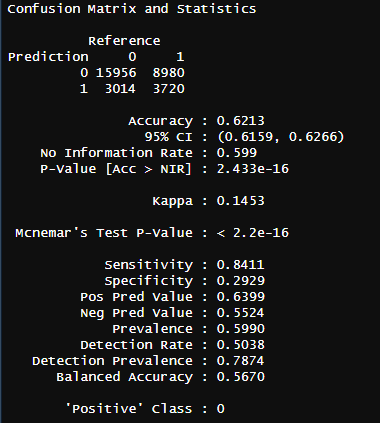 Confusion Matrix and Statistics
Reference
Prediction 0 1
0 15956 8980
1 3014 3720
Accuracy : 0.6213
95% CI : (0.6159, 0.6266)
No Information Rate : 0.599
P-Value [Acc > NIR] : 2.433e-16
Kappa : 0.1453
Mcnemar's Test P-Value : < 2.2e-16
Sensitivity : 0.8411
Specificity : 0.2929
Pos Pred Value : 0.6399
Neg Pred Value : 0.5524
Prevalence : 0.5990
Detection Rate : 0.5038
Detection Prevalence : 0.7874
Balanced Accuracy : 0.5670
'Positive' Class : 0